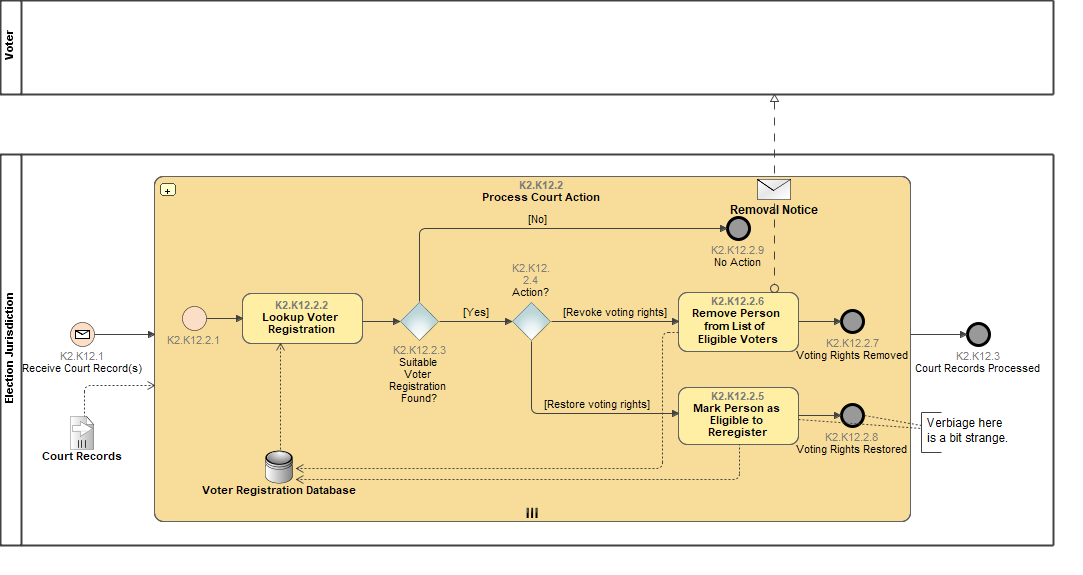 Voter
Election Jurisdiction
K2.K12.2
Process Court Action
Removal Notice
[No]
K2.K12.2.9
No Action
K2.K12.
2.4
Action?
K2.K12.2.2
Lookup Voter
Registration
K2.K12.2.1
[Yes]
[Revoke voting rights]
K2.K12.2.6
Remove Person
from List of
Eligible Voters
K2.K12.2.7
Voting Rights Removed
K2.K12.1
Receive Court Record(s)
K2.K12.3
Court Records Processed
K2.K12.2.3
Suitable
Voter
Registration
Found?
[Restore voting rights]
K2.K12.2.5
Mark Person as
Eligible to
Reregister
K2.K12.2.8
Voting Rights Restored
Verbiage here
is a bit strange.
Court Records
Voter Registration Database